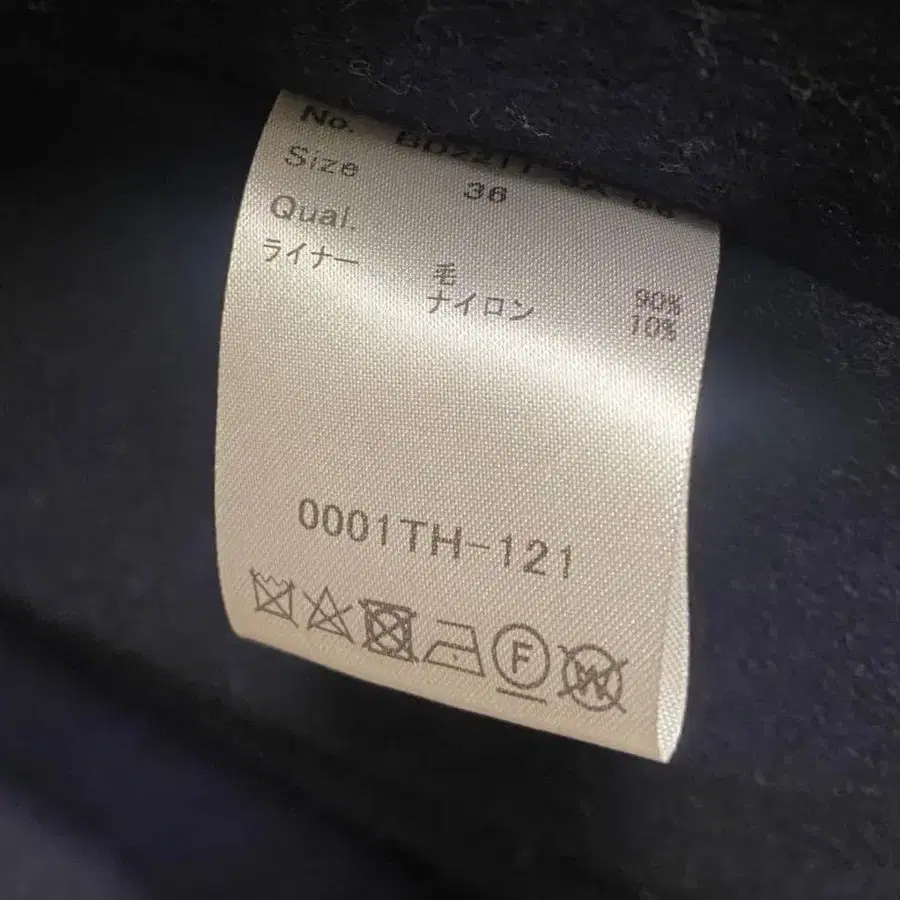 No.
Size 36
Qual.
ライナー 毛 90%
ナイロン 10%
0001TH-121
F
W